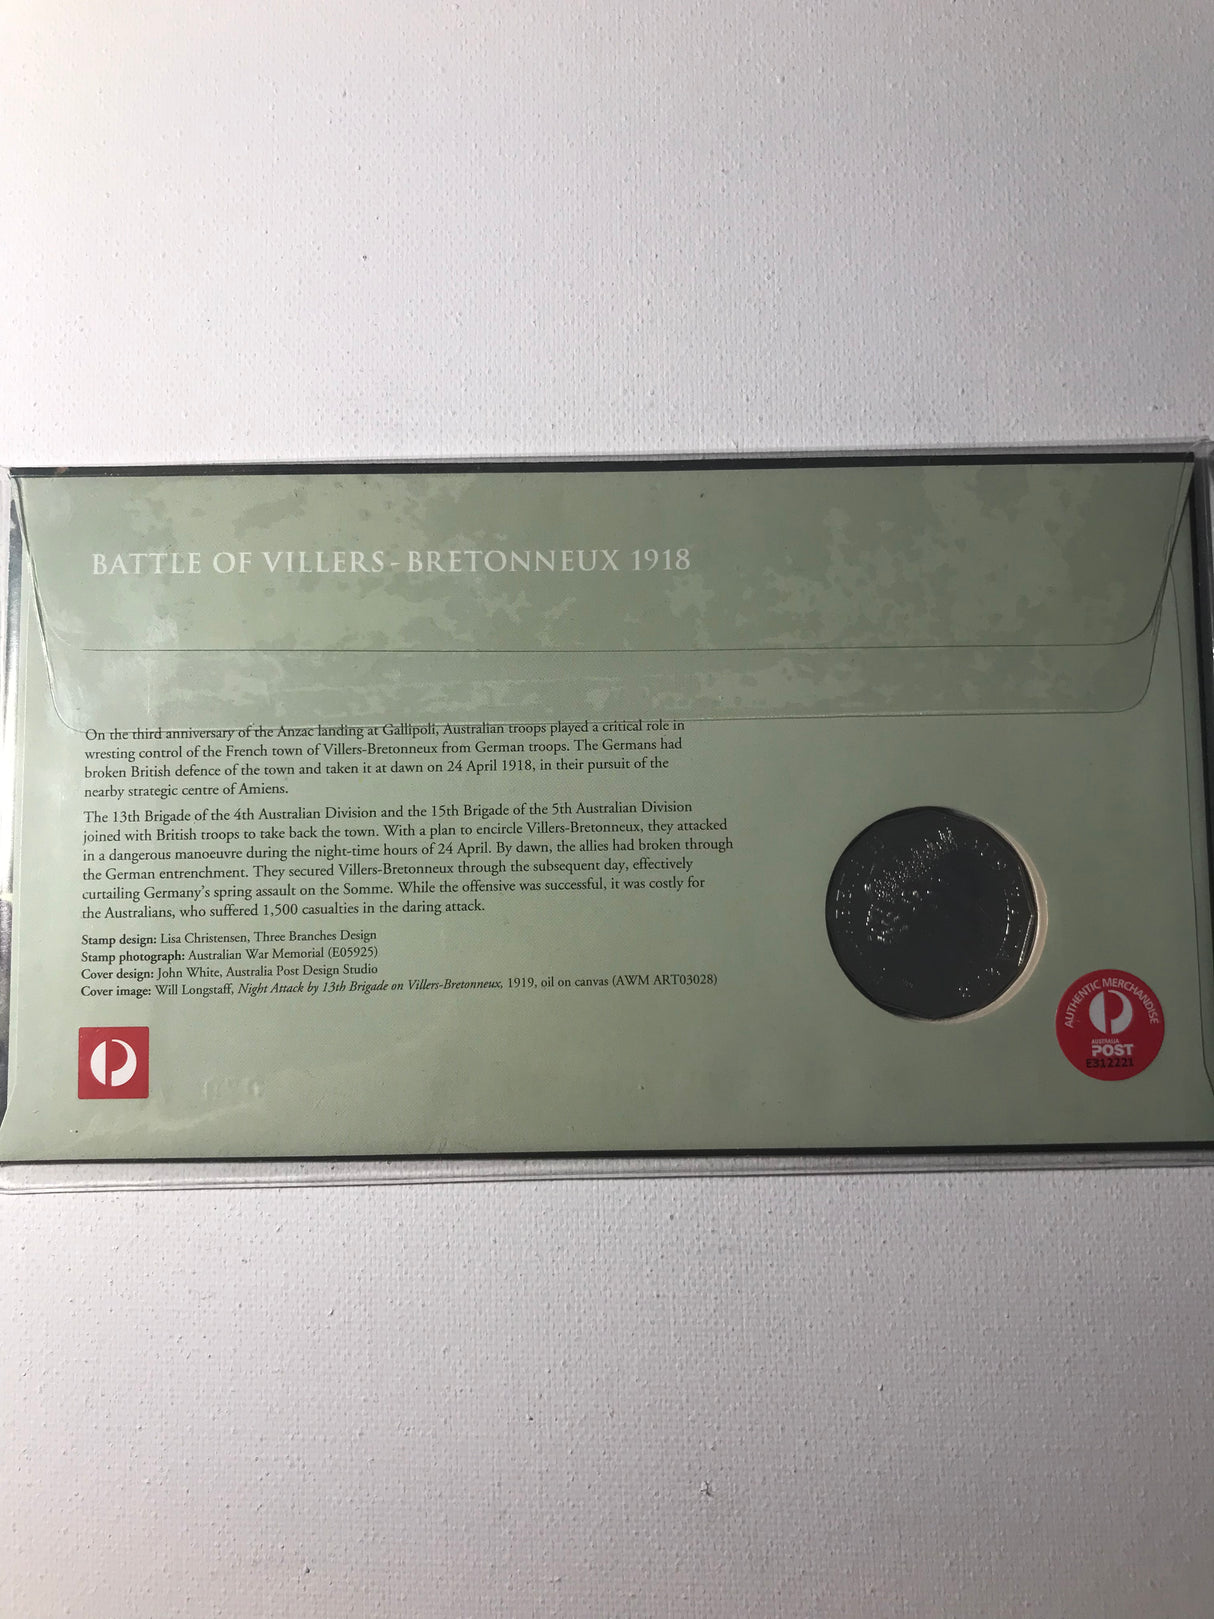 BATTLE OF VILLERS-BRETONNEUX 1918
On the third anniversary of the Anzac landing at Gallipoli, Australian troops played a critical role in
wresting control of the French town of Villers-Bretonneux from German troops. The Germans had
broken British defence of the town and taken it at dawn on 24 April 1918, in their pursuit of the
nearby strategic centre of Amiens.
The 13th Brigade of the 4th Australian Division and the 15th Brigade of the 5th Australian Division
joined with British troops to take back the town. With a plan to encircle Villers-Bretonneux, they attacked
in a dangerous manoeuvre during the night-time hours of 24 April. By dawn, the allies had broken through
the German entrenchment. They secured Villers-Bretonneux through the subsequent day, effectively
curtailing Germany's spring assault on the Somme. While the offensive was successful, it was costly for
the Australians, who suffered 1,500 casualties in the daring attack.
Stamp design: Lisa Christensen, Three Branches Design
Stamp photograph: Australian War Memorial (E05925)
Cover design: John White, Australia Post Design Studio
Cover image: Will Longstaff, Night Attack by 13th Brigade on Villers-Bretonneux, 1919, oil on canvas (AWM ART03028)
AUTHENTIC MERCHANDISE
AUSTRALIA
POST
E312221